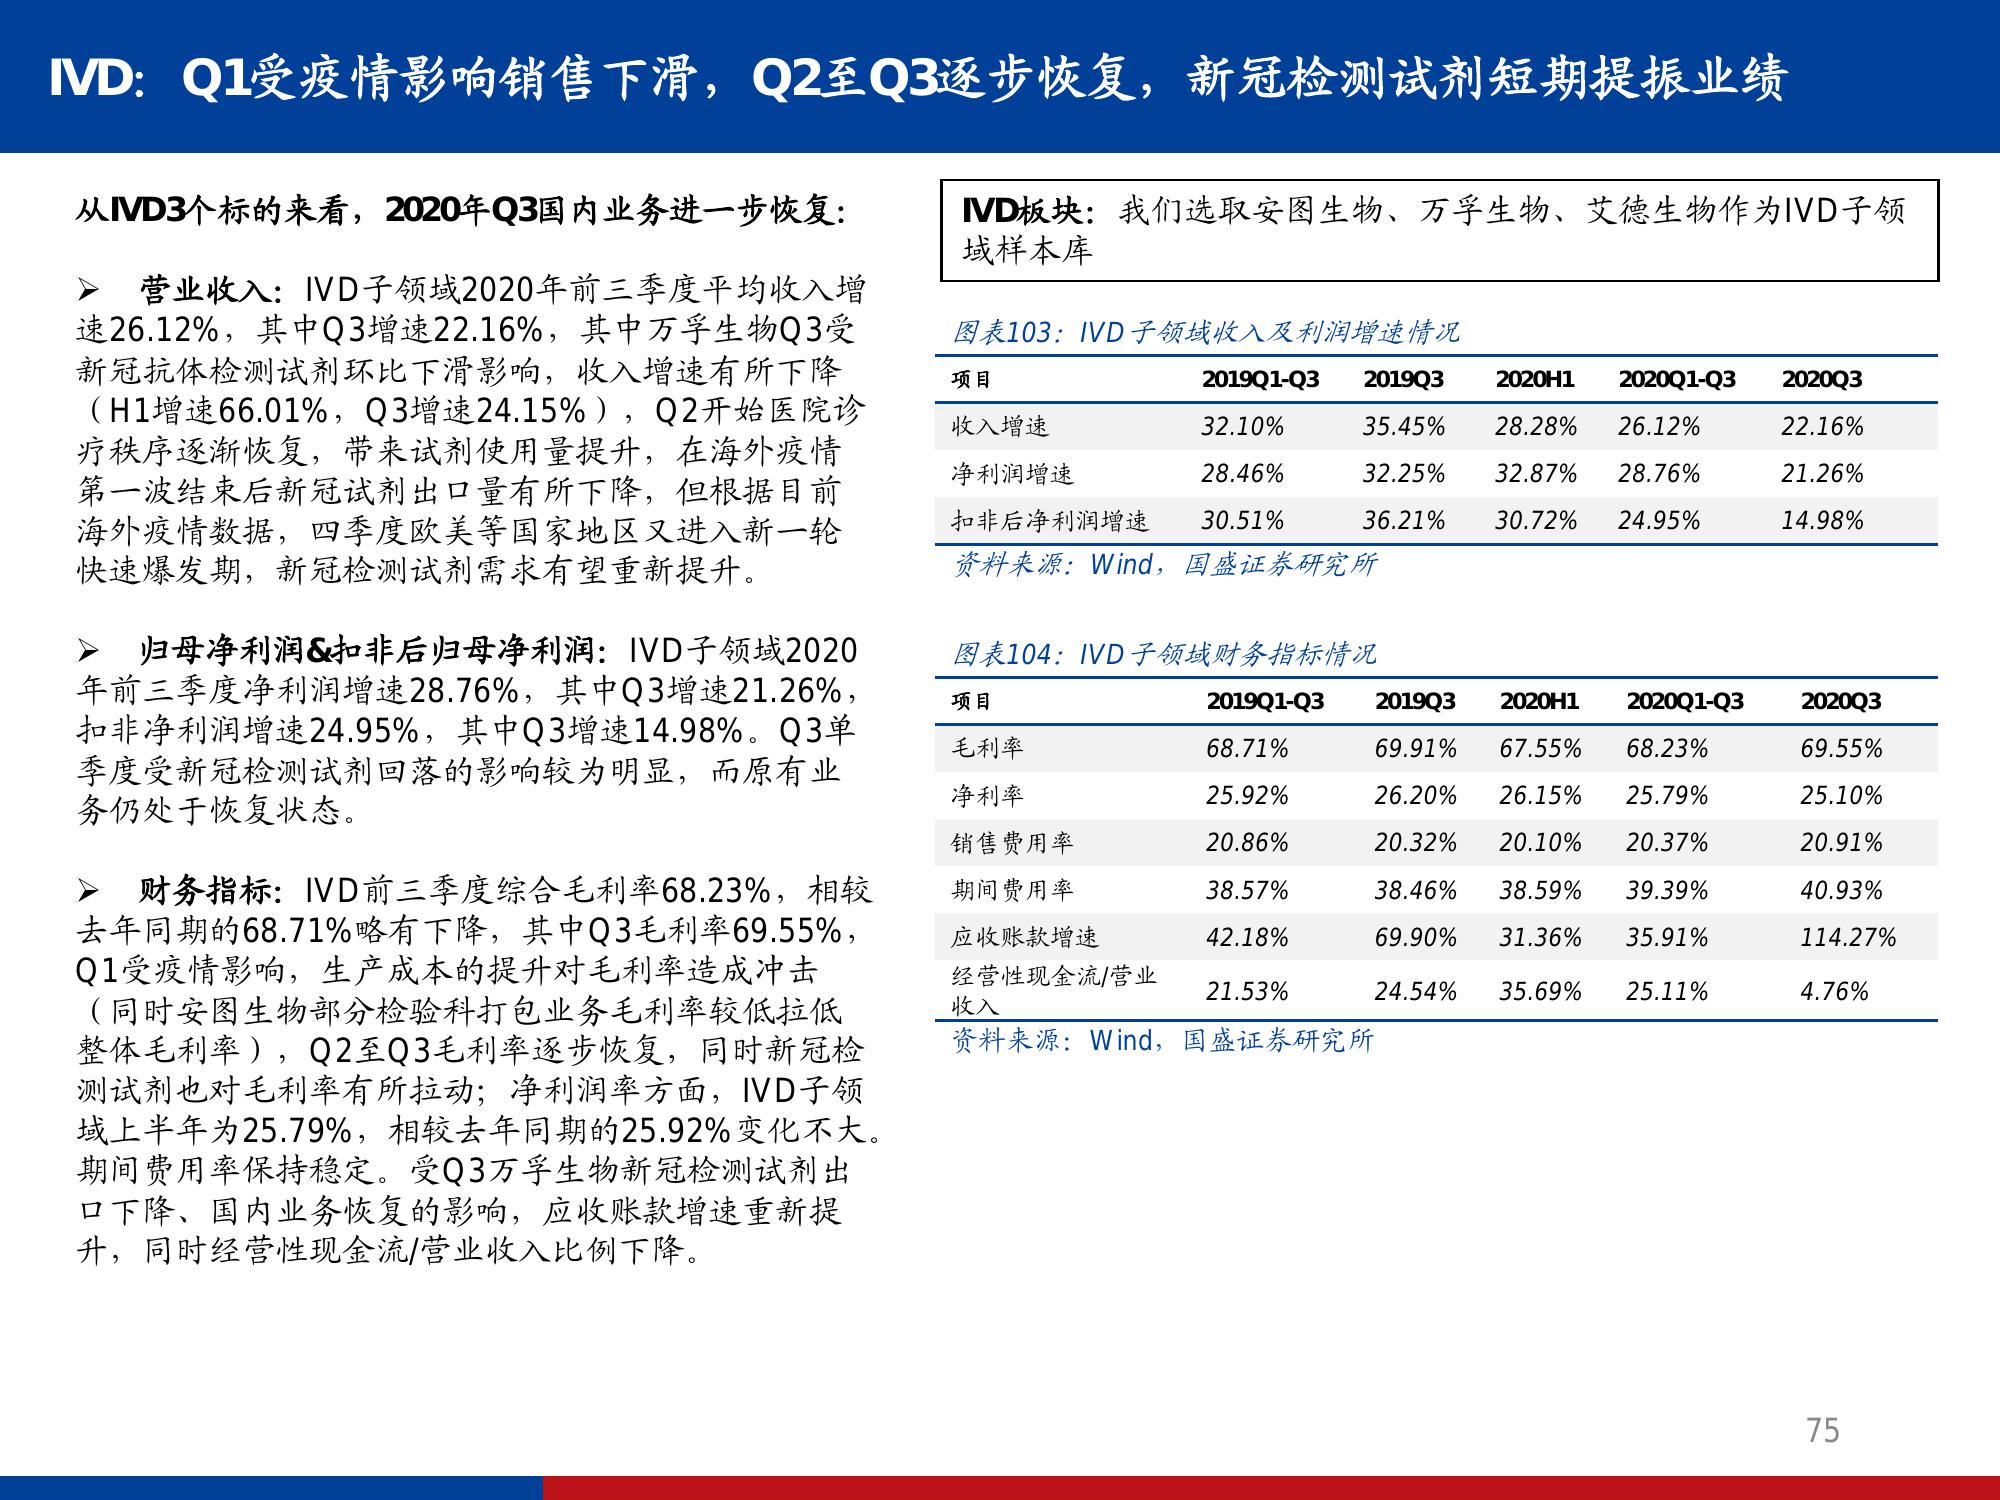 IVD：Q1受疫情影响销售下滑，Q2至Q3逐步恢复，新冠检测试剂短期提振业绩
从IVD3个标的来看，2020年Q3国内业务进一步恢复：
➢ 营业收入：IVD子领域2020年前三季度平均收入增
速26.12%，其中Q3增速22.16%，其中万孚生物Q3受
新冠抗体检测试剂环比下滑影响，收入增速有所下降
（H1增速66.01%，Q3增速24.15%），Q2开始医院诊
疗秩序逐渐恢复，带来试剂使用量提升，在海外疫情
第一波结束后新冠试剂出口量有所下降，但根据目前
海外疫情数据，四季度欧美等国家地区又进入新一轮
快速爆发期，新冠检测试剂需求有望重新提升。
➢ 归母净利润&扣非后归母净利润：IVD子领域2020
年前三季度净利润增速28.76%，其中Q3增速21.26%，
扣非净利润增速24.95%，其中Q3增速14.98%。Q3单
季度受新冠检测试剂回落的影响较为明显，而原有业
务仍处于恢复状态。
➢ 财务指标：IVD前三季度综合毛利率68.23%，相较
去年同期的68.71%略有下降，其中Q3毛利率69.55%，
Q1受疫情影响，生产成本的提升对毛利率造成冲击
（同时安图生物部分检验科打包业务毛利率较低拉低
整体毛利率），Q2至Q3毛利率逐步恢复，同时新冠检
测试剂也对毛利率有所拉动；净利润率方面，IVD子领
域上半年为25.79%，相较去年同期的25.92%变化不大。
期间费用率保持稳定。受Q3万孚生物新冠检测试剂出
口下降、国内业务恢复的影响，应收账款增速重新提
升，同时经营性现金流/营业收入比例下降。
IVD板块：我们选取安图生物、万孚生物、艾德生物作为IVD子领
域样本库
图表103：IVD子领域收入及利润增速情况
项目 2019Q1-Q3 2019Q3 2020H1 2020Q1-Q3 2020Q3
收入增速 32.10% 35.45% 28.28% 26.12% 22.16%
净利润增速 28.46% 32.25% 32.87% 28.76% 21.26%
扣非后净利润增速 30.51% 36.21% 30.72% 24.95% 14.98%
资料来源：Wind，国盛证券研究所
图表104：IVD子领域财务指标情况
项目 2019Q1-Q3 2019Q3 2020H1 2020Q1-Q3 2020Q3
毛利率 68.71% 69.91% 67.55% 68.23% 69.55%
净利率 25.92% 26.20% 26.15% 25.79% 25.10%
销售费用率 20.86% 20.32% 20.10% 20.37% 20.91%
期间费用率 38.57% 38.46% 38.59% 39.39% 40.93%
应收账款增速 42.18% 69.90% 31.36% 35.91% 114.27%
经营性现金流/营业
收入 21.53% 24.54% 35.69% 25.11% 4.76%
资料来源：Wind，国盛证券研究所
75